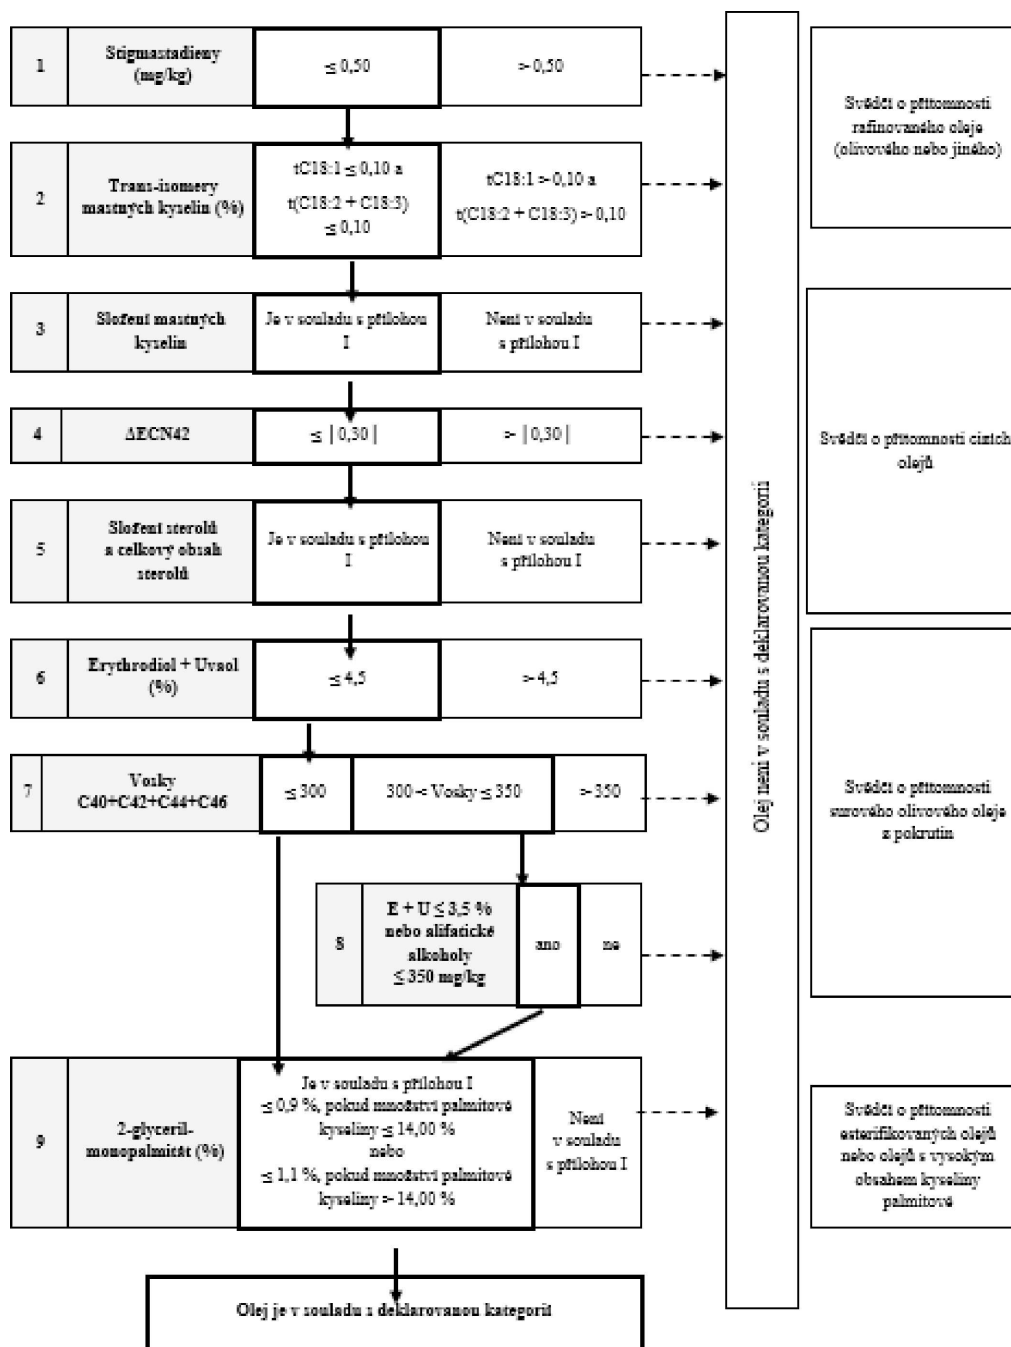 1
Stigmastadieny
(mg/kg)
≤ 0,50
> 0,50
2
Trans-isomery
mastných kyselin (%)
tC18:1 ≤ 0,10 a
t(C18:2 + C18:3)
≤ 0,10
tC18:1 > 0,10 a
t(C18:2 + C18:3) > 0,10
Svědčí o přítomnosti
rafinovaného oleje
(olivového nebo jiného)
3
Složení mastných
kyselin
Je v souladu s přílohou
I
Není v souladu
s přílohou I
4
ΔECN42
≤ | 0,30 |
> | 0,30 |
5
Složení sterolů
a celkový obsah
sterolů
Je v souladu s přílohou
I
Není v souladu
s přílohou I
Svědčí o přítomnosti cizích
olejů
6
Erythrodiol + Uvaol
(%)
≤ 4,5
> 4,5
7
Vosky
C40+C42+C44+C46
≤ 300
300 < Vosky ≤ 350
> 350
8
E + U ≤ 3,5 %
nebo alifatické
alkoholy
≤ 350 mg/kg
ano
ne
Svědčí o přítomnosti
surového olivového oleje
z pokrutin
9
2-glyceril-
monopalmitát (%)
Je v souladu s přílohou I
≤ 0,9 %, pokud množství palmitové
kyseliny ≤ 14,00 %
nebo
≤ 1,1 %, pokud množství palmitové
kyseliny > 14,00 %
Není
v souladu
s přílohou I
Svědčí o přítomnosti
esterifikovaných olejů
nebo olejů s vysokým
obsahem kyseliny
palmitové
Olej není v souladu s deklarovanou kategorií
Olej je v souladu s deklarovanou kategorií